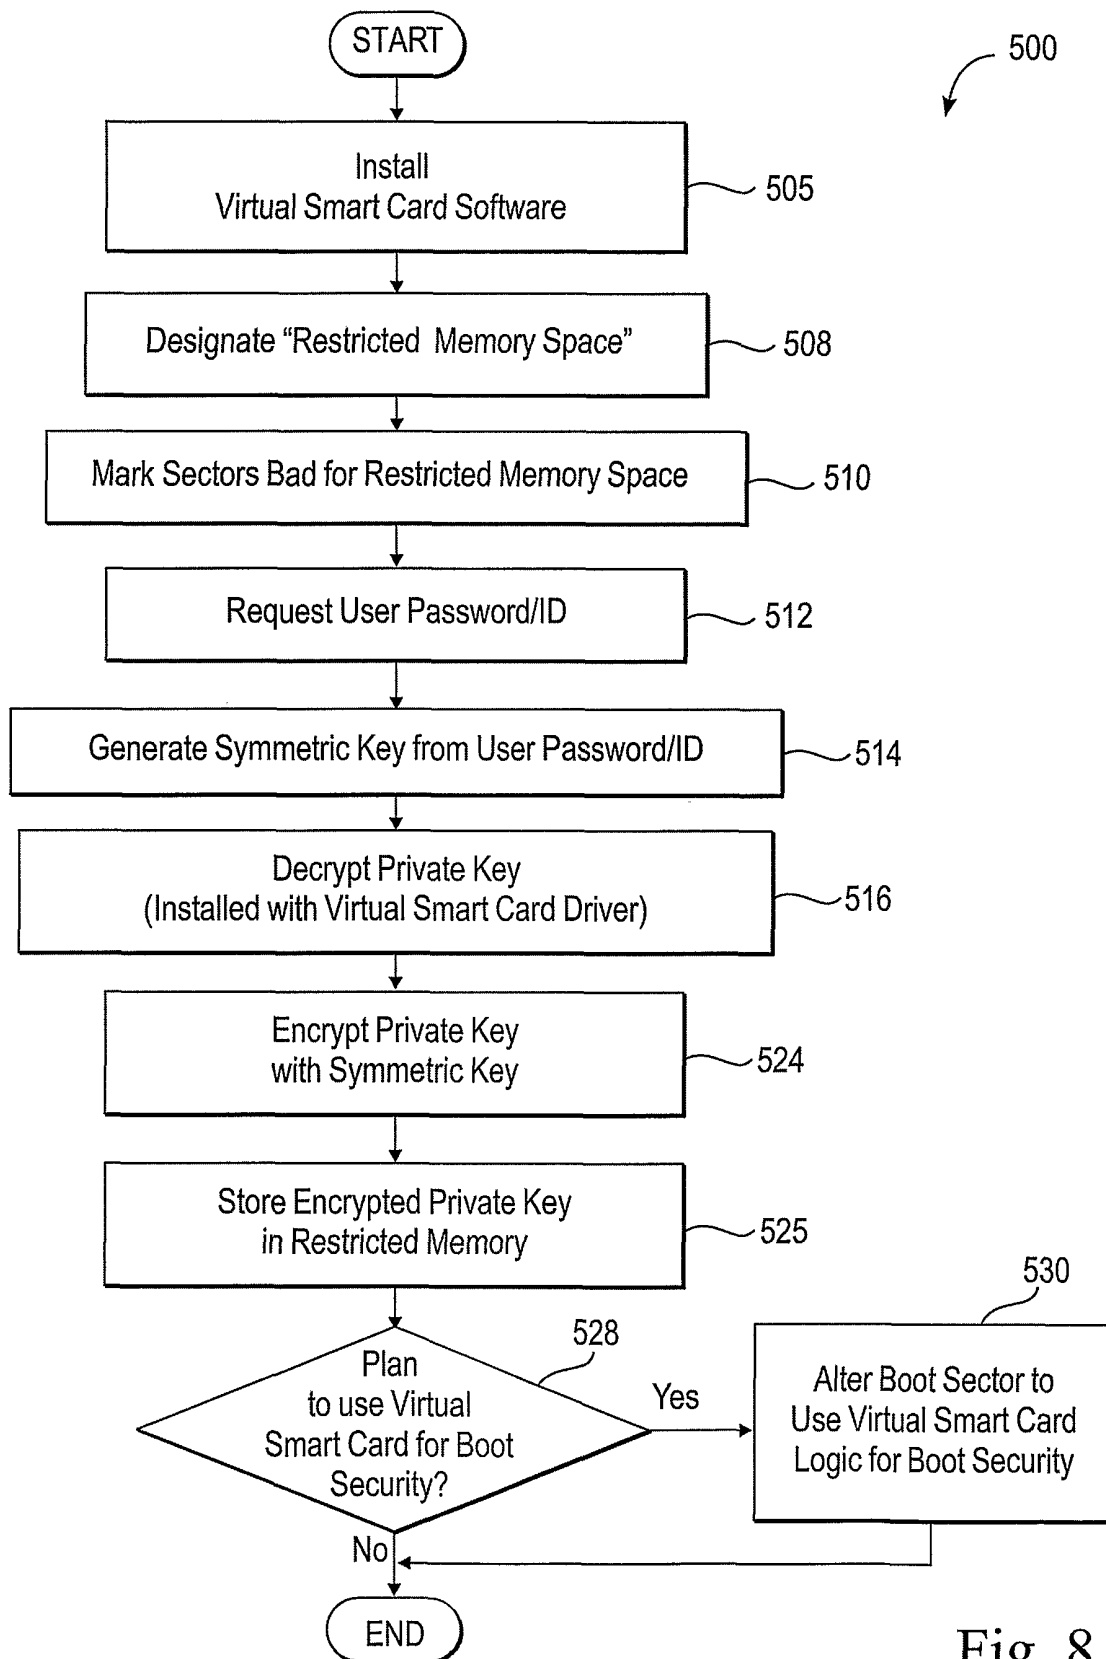 START
500
Install
Virtual Smart Card Software
505
Designate “Restricted Memory Space”
508
Mark Sectors Bad for Restricted Memory Space
510
Request User Password/ID
512
Generate Symmetric Key from User Password/ID
514
Decrypt Private Key
(Installed with Virtual Smart Card Driver)
516
Encrypt Private Key
with Symmetric Key
524
Store Encrypted Private Key
in Restricted Memory
525
Plan
to use Virtual
Smart Card for Boot
Security?
528
Yes
530
Alter Boot Sector to
Use Virtual Smart Card
Logic for Boot Security
No
END
Fig. 8